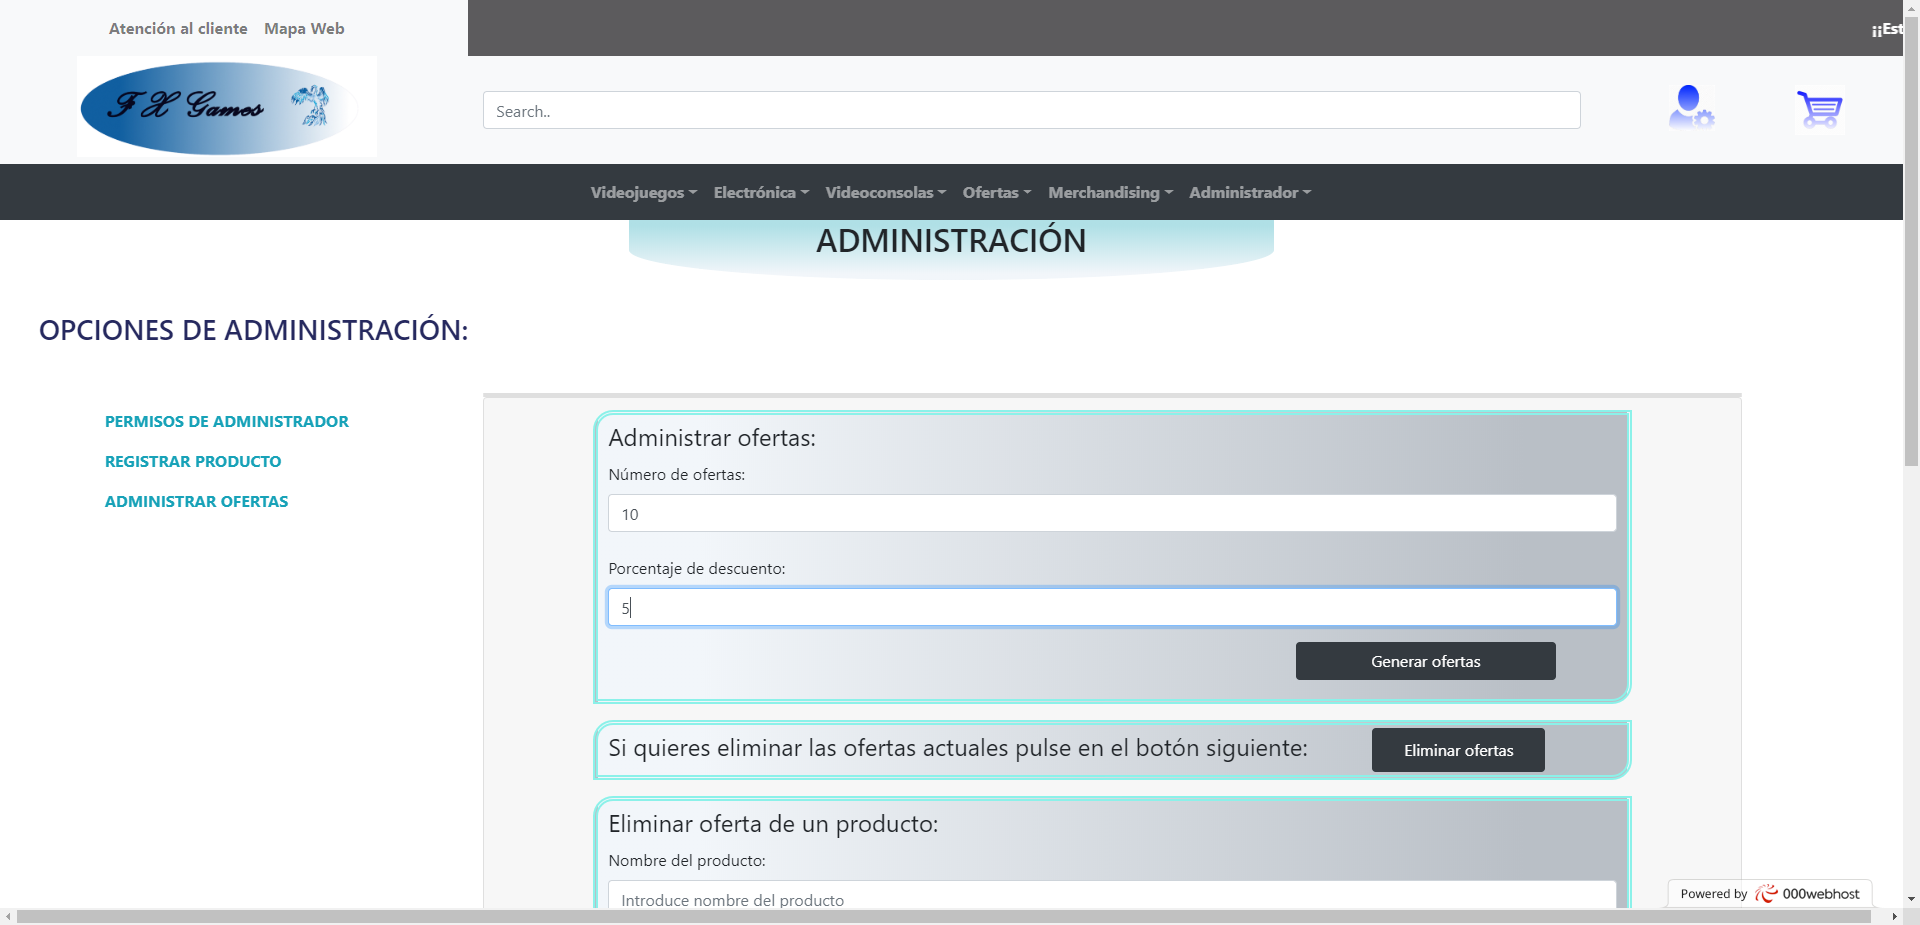 Atención al cliente Mapa Web
¡¡Est
F X Games
Search..
Videojuegos Electrónica Videoconsolas Ofertas Merchandising Administrador
ADMINISTRACIÓN
OPCIONES DE ADMINISTRACIÓN:
PERMISOS DE ADMINISTRADOR
REGISTRAR PRODUCTO
ADMINISTRAR OFERTAS
Administrar ofertas:
Número de ofertas:
10
Porcentaje de descuento:
5
Generar ofertas
Si quieres eliminar las ofertas actuales pulse en el botón siguiente:
Eliminar ofertas
Eliminar oferta de un producto:
Nombre del producto:
Introduce nombre del producto
Powered by 000webhost